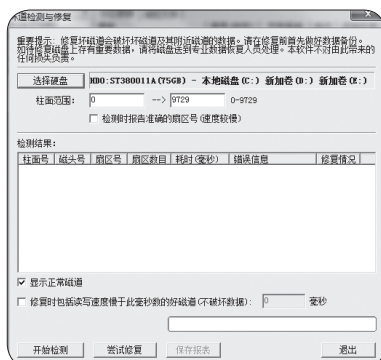 坏道检测与修复
重要提示: 修复坏磁道会破坏坏磁道及其附近磁道的数据。请在修复前首先做好数据备份。
如待修复磁盘上存有重要数据，请将磁盘送到专业数据恢复人员处理。本软件不对由此带来的
任何损失负责。
选择硬盘 HD0:ST380011A(75GB) - 本地磁盘(C:) 新加卷(D:) 新加卷(E:)
柱面范围: 0 --> 9729 0-9729
检测时报告准确的扇区号(速度较慢)
检测结果:
柱面号 磁头号 扇区号 扇区数目 耗时(毫秒) 错误信息 修复情况
显示正常磁道
修复时包括读写速度慢于此毫秒数的好磁道(不破坏数据): 0 毫秒
开始检测 尝试修复 保存报表 退出